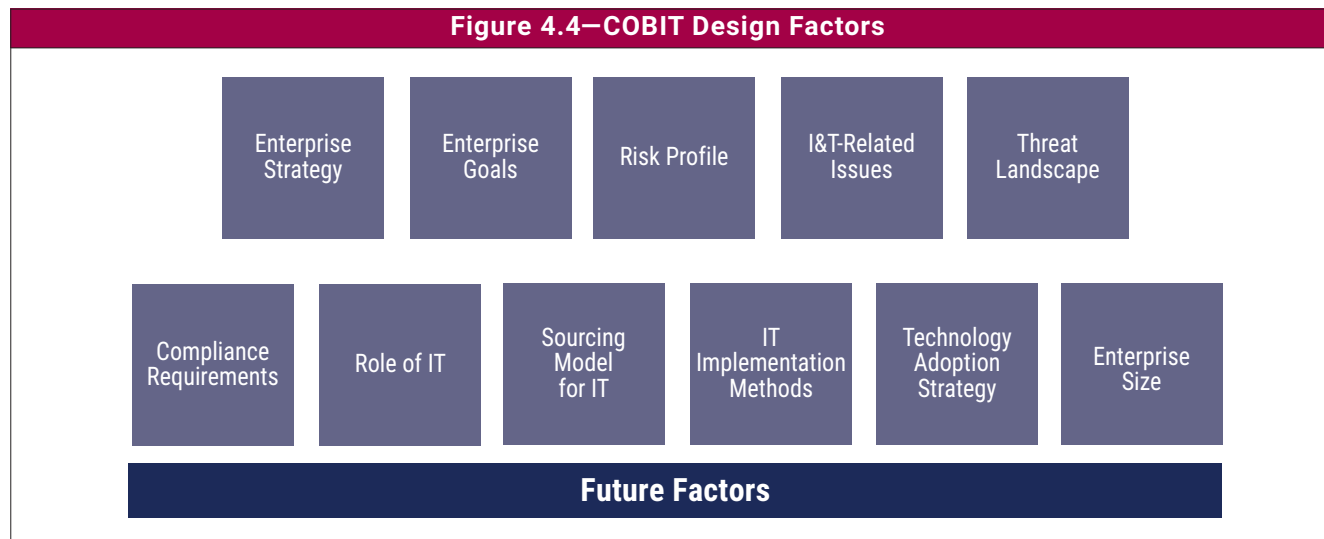 Figure 4.4—COBIT Design Factors
Enterprise
Strategy
Enterprise
Goals
Risk Profile
I&T-Related
Issues
Threat
Landscape
Compliance
Requirements
Role of IT
Sourcing
Model
for IT
IT
Implementation
Methods
Technology
Adoption
Strategy
Enterprise
Size
Future Factors